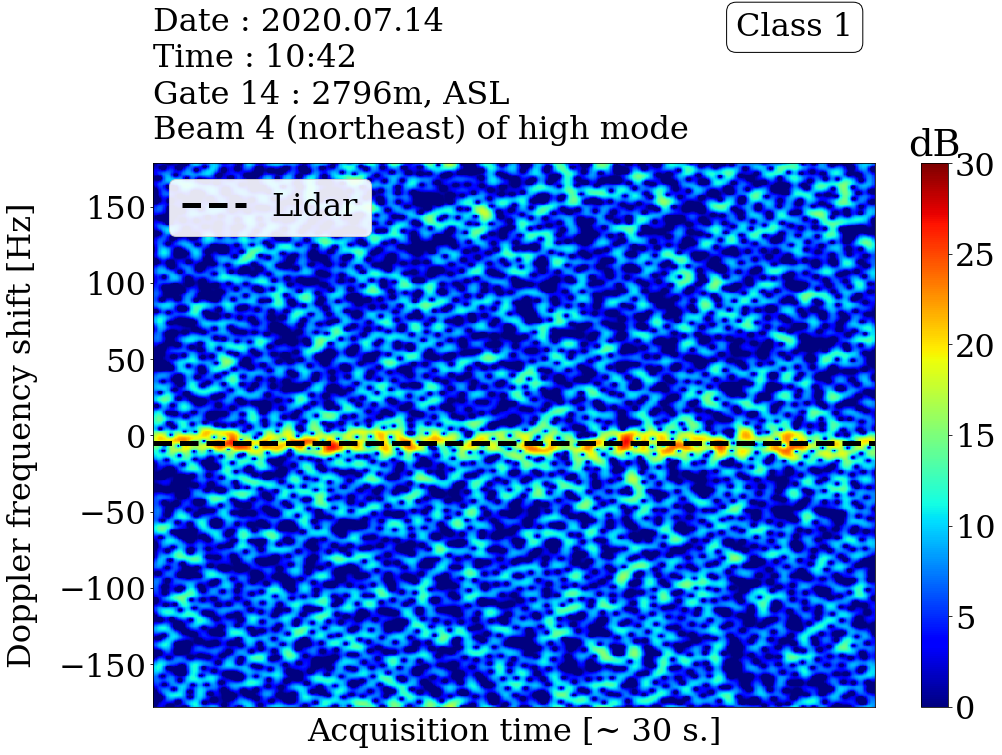 Date : 2020.07.14
Time : 10:42
Gate 14 : 2796m, ASL
Beam 4 (northeast) of high mode
Class 1
dB
Lidar
Doppler frequency shift [Hz]
150
100
50
0
−50
−100
−150
Acquisition time [~ 30 s.]
30
25
20
15
10
5
0